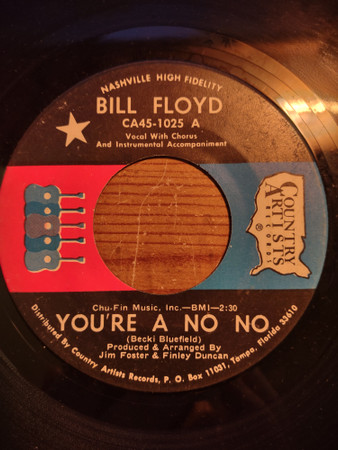 NASHVILLE HIGH FIDELITY
BILL FLOYD
CA45-1025 A
Vocal With Chorus
And Instrumental Accompaniment
COUNTRY
ARTISTS
RECORDS
®
Chu-Fin Music, Inc.—BMI—2:30
YOU'RE A NO NO
(Becki Bluefield)
Produced & Arranged By
Jim Foster & Finley Duncan
Distributed by Country Artists Records, P. O. Box 11031, Tampa, Florida 33610